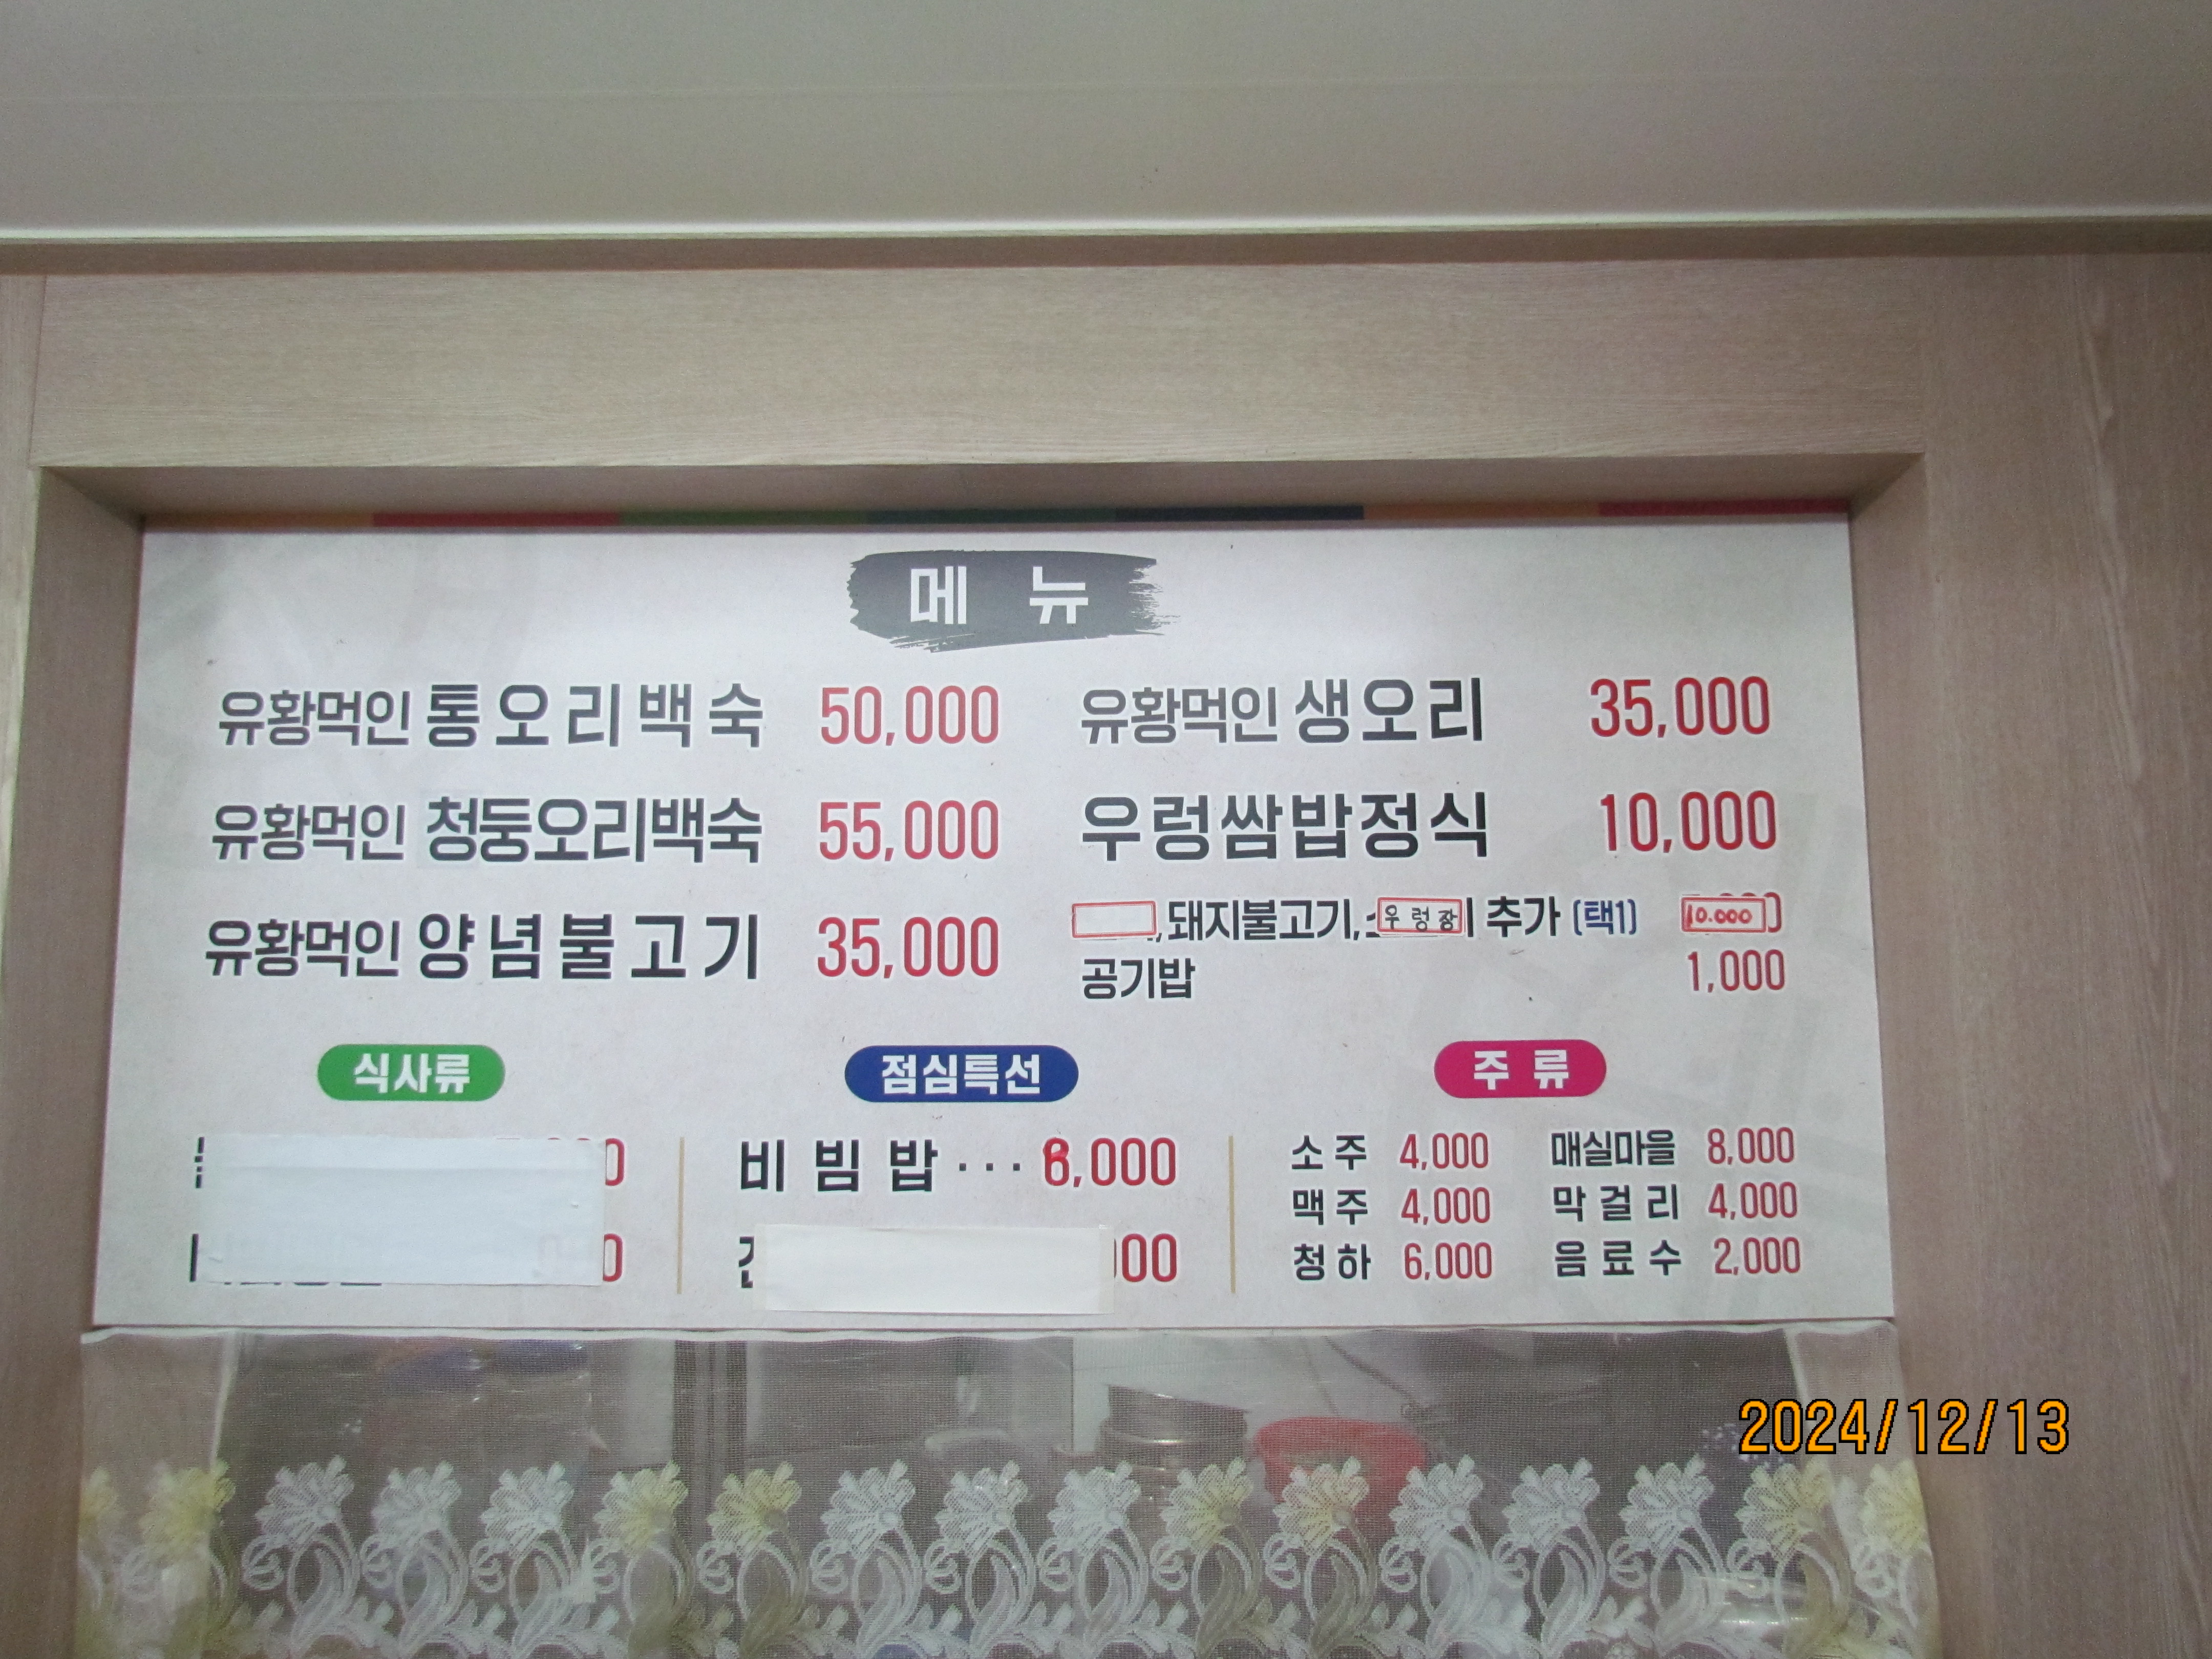 메 뉴
유황먹인 통오리백숙 50,000
유황먹인 청둥오리백숙 55,000
유황먹인 양념불고기 35,000
유황먹인 생오리 35,000
우렁쌈밥정식 10,000
돼지불고기, 우렁장 추가 (택1) 10.000
공기밥 1,000
식사류
점심특선
비 빔 밥 ··· 8,000
주 류
소 주 4,000
맥 주 4,000
청 하 6,000
매실마을 8,000
막 걸 리 4,000
음 료 수 2,000
2024/12/13